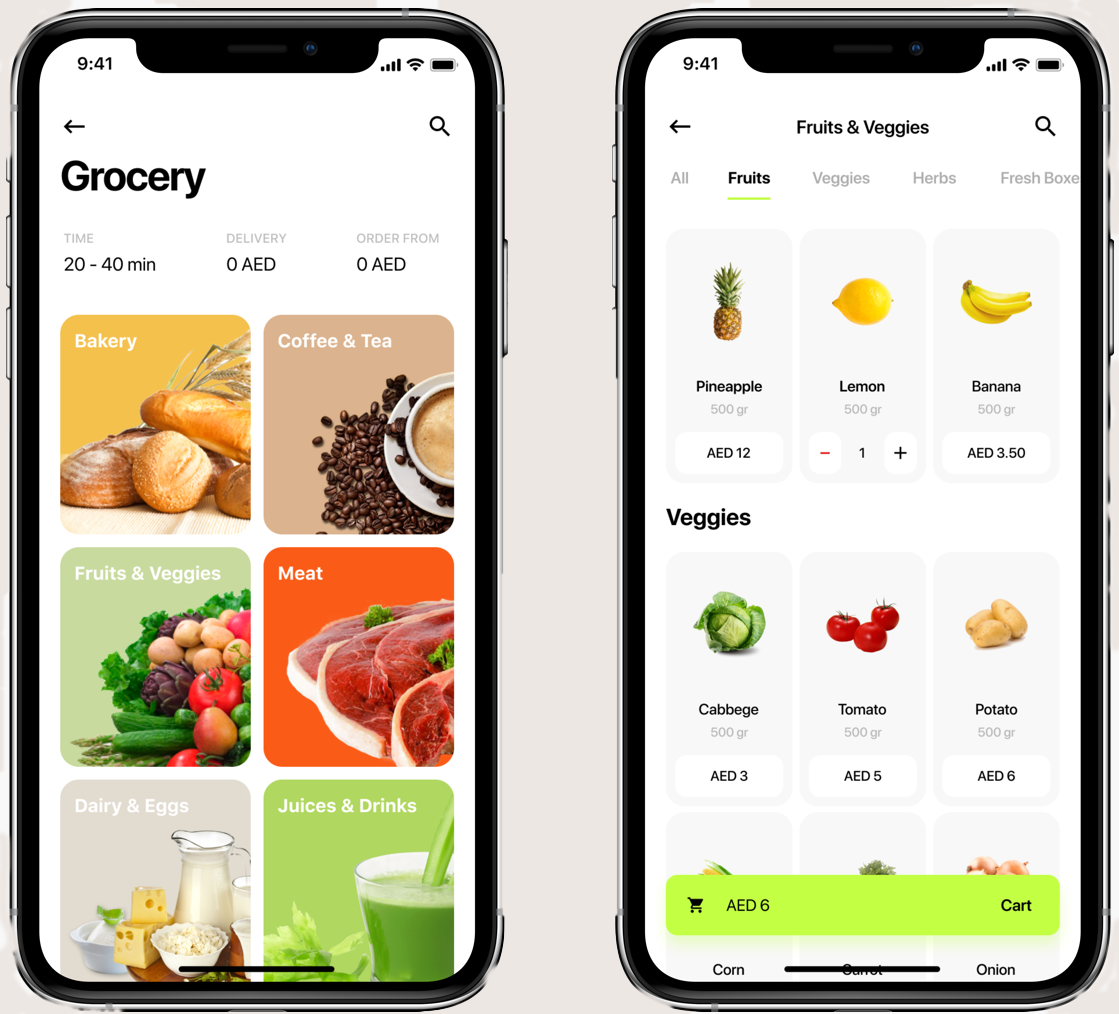 9:41
Grocery
TIME DELIVERY ORDER FROM
20 - 40 min 0 AED 0 AED
Bakery Coffee & Tea
Fruits & Veggies Meat
Dairy & Eggs Juices & Drinks
9:41
Fruits & Veggies
All Fruits Veggies Herbs Fresh Boxe
Pineapple Lemon Banana
500 gr 500 gr 500 gr
AED 12 − 1 + AED 3.50
Veggies
Cabbege Tomato Potato
500 gr 500 gr 500 gr
AED 3 AED 5 AED 6
AED 6 Cart
Corn Carrot Onion